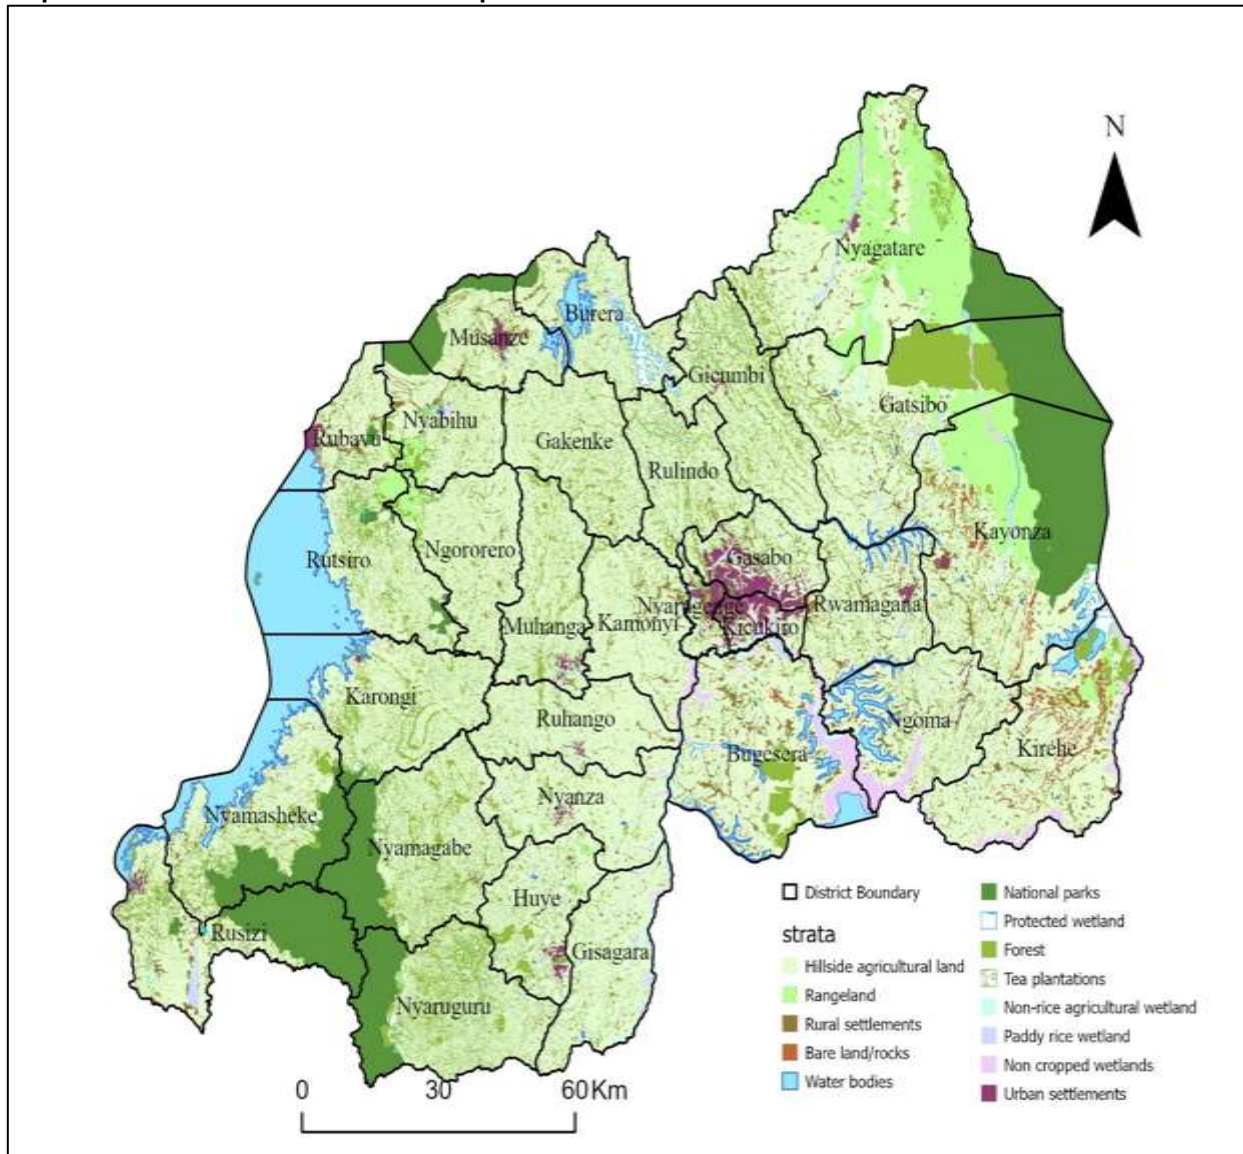 N
Nyagatare
Burera
Musanze
Gicumbi
Gatsibo
Nyabihu
Rubavu
Gakenke
Rulindo
Kayonza
Ngororero
Gasabo
Rutsiro
Nyarugenge
Rwamagana
Muhanga
Kamonyi
Kicukiro
Karongi
Ruhango
Ngoma
Bugesera
Kirehe
Nyanza
Nyamasheke
Nyamagabe
Huye
Rusizi
Gisagara
Nyaruguru
0 30 60Km
District Boundary
strata
Hillside agricultural land
Rangeland
Rural settlements
Bare land/rocks
Water bodies
National parks
Protected wetland
Forest
Tea plantations
Non-rice agricultural wetland
Paddy rice wetland
Non cropped wetlands
Urban settlements